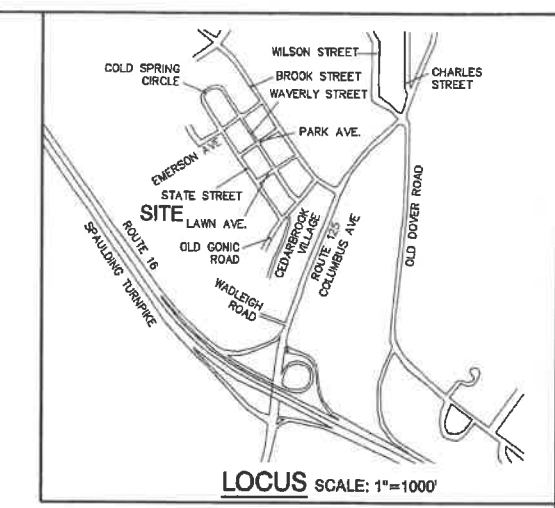 WILSON STREET
COLD SPRING
CIRCLE
BROOK STREET
CHARLES
STREET
WAVERLY STREET
PARK AVE.
EMERSON AVE
STATE STREET
SITE
LAWN AVE.
OLD GONIC
ROAD
CEDARBROOK
VILLAGE
ROUTE 125
COLUMBUS AVE
OLD DOVER ROAD
ROUTE 16
SPAULDING TURNPIKE
WADLEIGH
ROAD
LOCUS SCALE: 1"=1000'